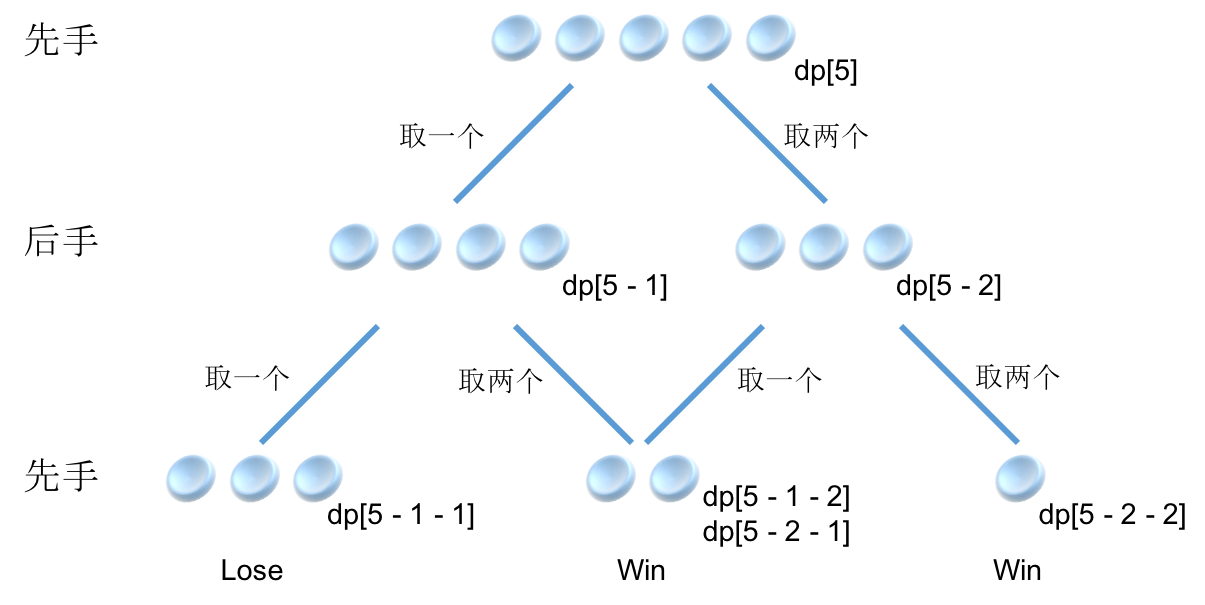 先手
dp[5]
取一个
取两个
后手
dp[5 - 1]
dp[5 - 2]
取一个
取两个
取一个
取两个
先手
dp[5 - 1 - 1]
dp[5 - 1 - 2]
dp[5 - 2 - 1]
dp[5 - 2 - 2]
Lose
Win
Win